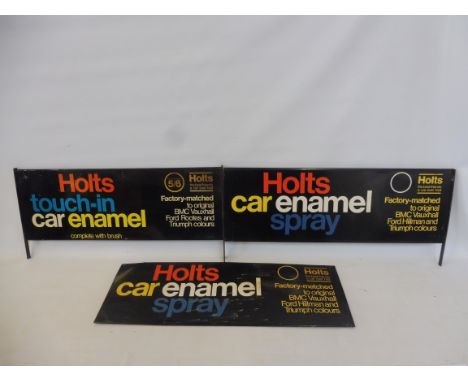 Holts
touch-in
car enamel
complete with brush
5/6
Holts
Factory-matched
to original
BMC Vauxhall
Ford Rootes and
Triumph colours
Holts
car enamel
spray
Holts
Factory-matched
to original
BMC Vauxhall
Ford Hillman and
Triumph colours
Holts
car enamel
spray
Holts
Factory-matched
to original
BMC Vauxhall
Ford Hillman and
Triumph colours